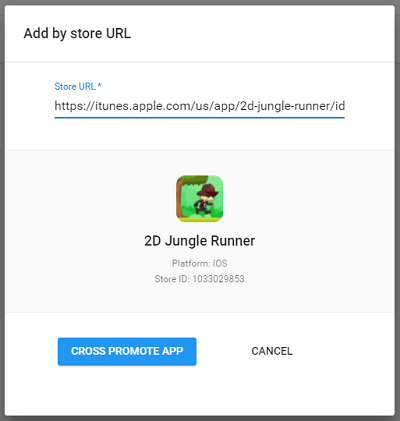 Add by store URL
Store URL *
https://itunes.apple.com/us/app/2d-jungle-runner/id
2D Jungle Runner
Platform: IOS
Store ID: 1033029853
CROSS PROMOTE APP
CANCEL